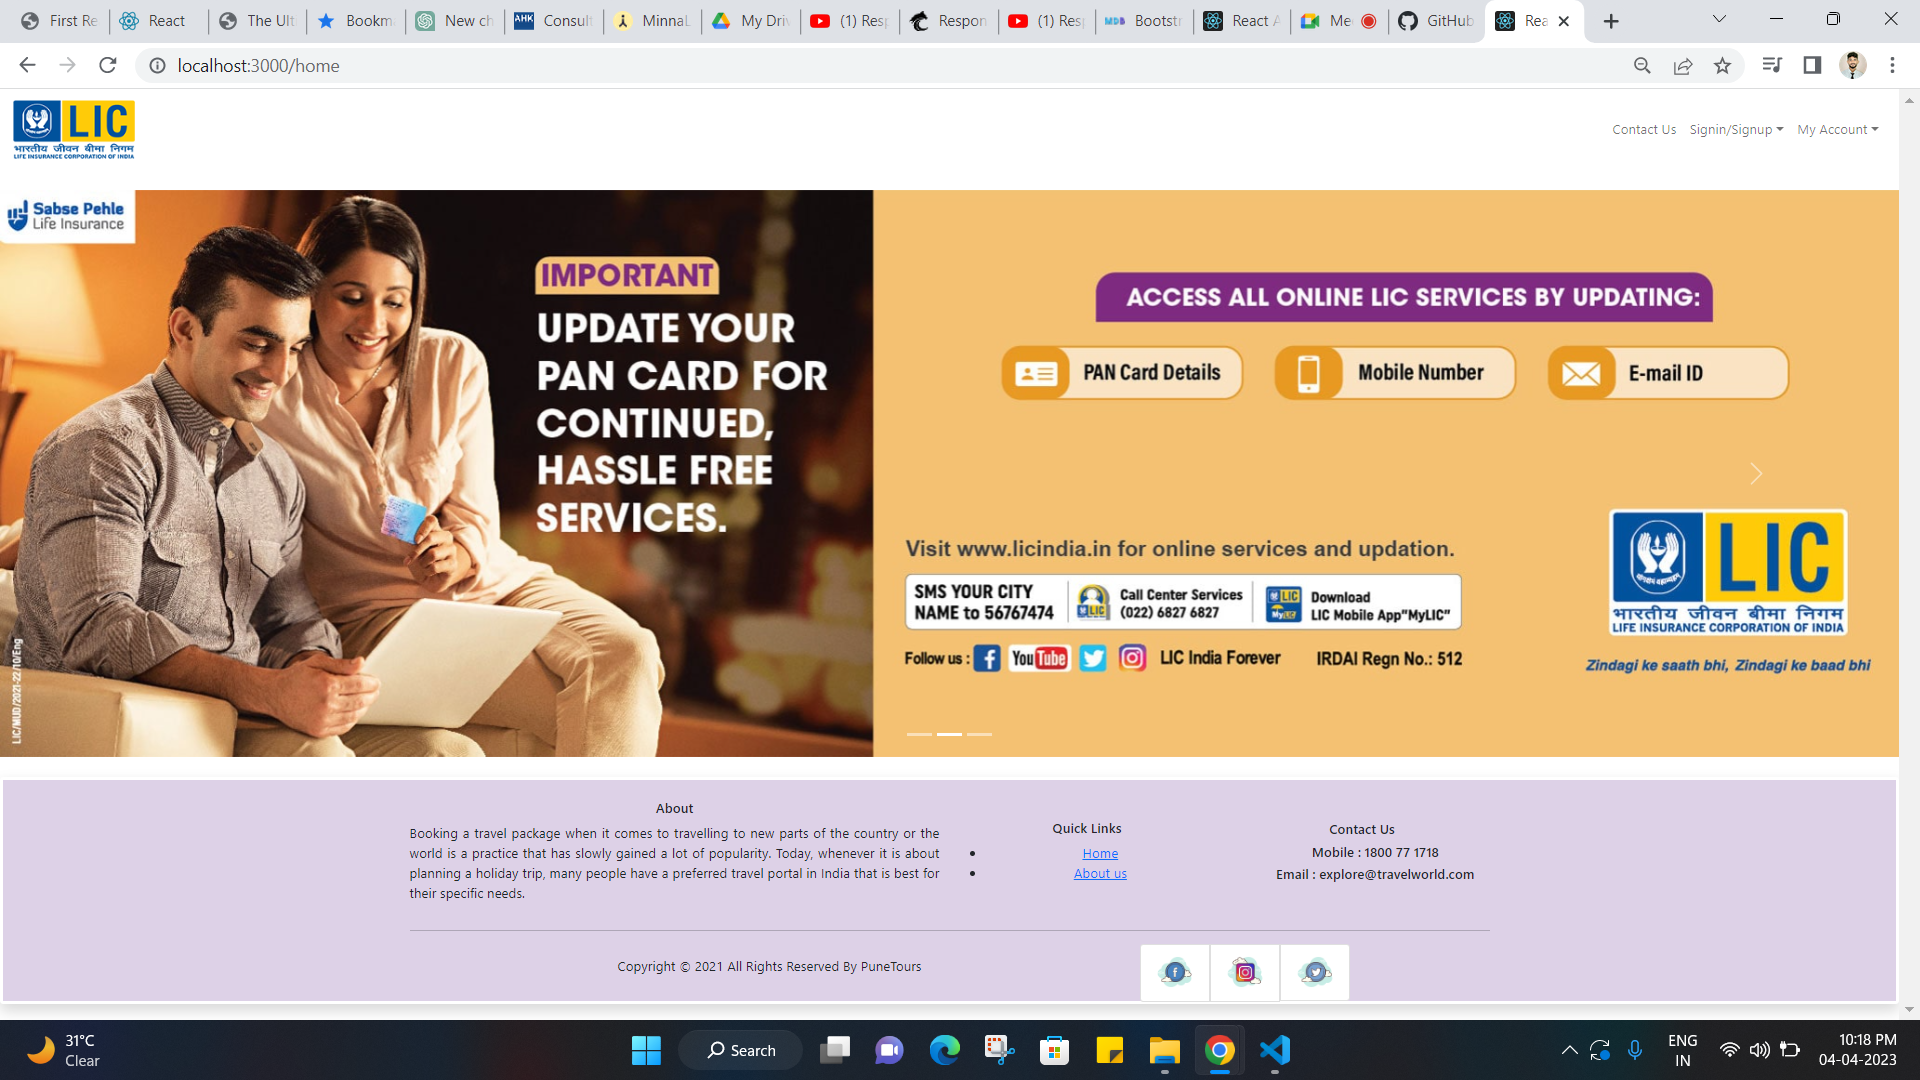 First Re
React
The Ult
Bookm
New ch
Consult
MinnaL
My Driv
(1) Resp
Respon
(1) Resp
Bootstr
React A
Mee
GitHub
Rea
localhost:3000/home
LIC
भारतीय जीवन बीमा निगम
LIFE INSURANCE CORPORATION OF INDIA
Contact Us Signin/Signup My Account
Sabse Pehle
Life Insurance
IMPORTANT
UPDATE YOUR
PAN CARD FOR
CONTINUED,
HASSLE FREE
SERVICES.
LIC/MUD/2021-22/10/Eng
ACCESS ALL ONLINE LIC SERVICES BY UPDATING:
PAN Card Details
Mobile Number
E-mail ID
Visit www.licindia.in for online services and updation.
SMS YOUR CITY
NAME to 56767474
Call Center Services
(022) 6827 6827
Download
LIC Mobile App"MyLIC"
Follow us : YouTube LIC India Forever IRDAI Regn No.: 512
LIC
भारतीय जीवन बीमा निगम
LIFE INSURANCE CORPORATION OF INDIA
Zindagi ke saath bhi, Zindagi ke baad bhi
About
Booking a travel package when it comes to travelling to new parts of the country or the
world is a practice that has slowly gained a lot of popularity. Today, whenever it is about
planning a holiday trip, many people have a preferred travel portal in India that is best for
their specific needs.
Quick Links
Home
About us
Contact Us
Mobile : 1800 77 1718
Email : explore@travelworld.com
Copyright © 2021 All Rights Reserved By PuneTours
31°C
Clear
Search
ENG
IN
10:18 PM
04-04-2023